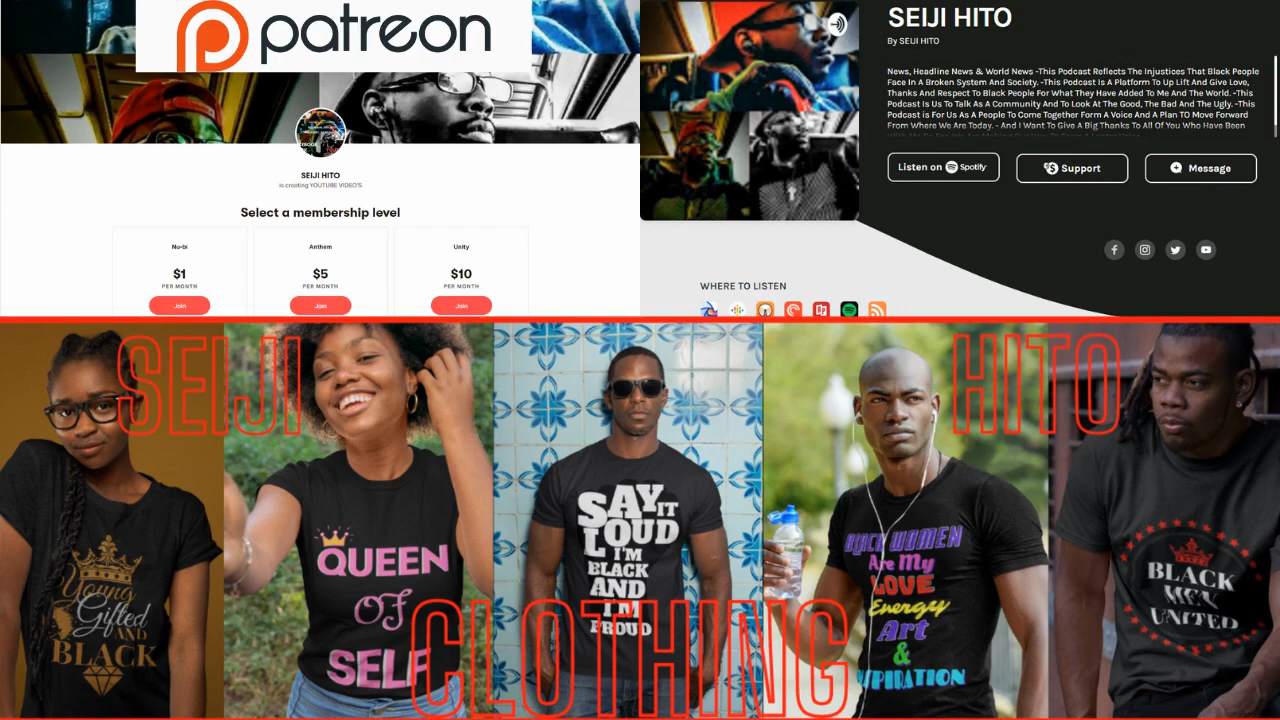 patreon
SEIJI HITO
is creating YOUTUBE VIDEO'S
Select a membership level
Nu-bi
$1
PER MONTH
Join
Anthem
$5
PER MONTH
Join
Unity
$10
PER MONTH
Join
SEIJI HITO
By SEIJI HITO
News, Headline News & World News -This Podcast Reflects The Injustices That Black People
Face In A Broken System And Society. -This Podcast Is A Platform To Up Lift And Give Love,
Thanks And Respect To Black People For What They Have Added To Me And The World. -This
Podcast Is Us To Talk As A Community And To Look At The Good, The Bad And The Ugly. -This
Podcast is For Us As A People To Come Together Form A Voice And A Plan TO Move Forward
From Where We Are Today. - And I Want To Give A Big Thanks To All Of You Who Have Been
Listen on Spotify
Support
Message
WHERE TO LISTEN
SEIJI
HITO
CLOTHING
Young
Gifted
AND
BLACK
QUEEN
OF
SELF
SAY IT
LOUD
I'M
BLACK
AND
I'M
PROUD
BLACK WOMEN
Are My
LOVE
Energy
Art
&
BLACK
MEN
UNITED